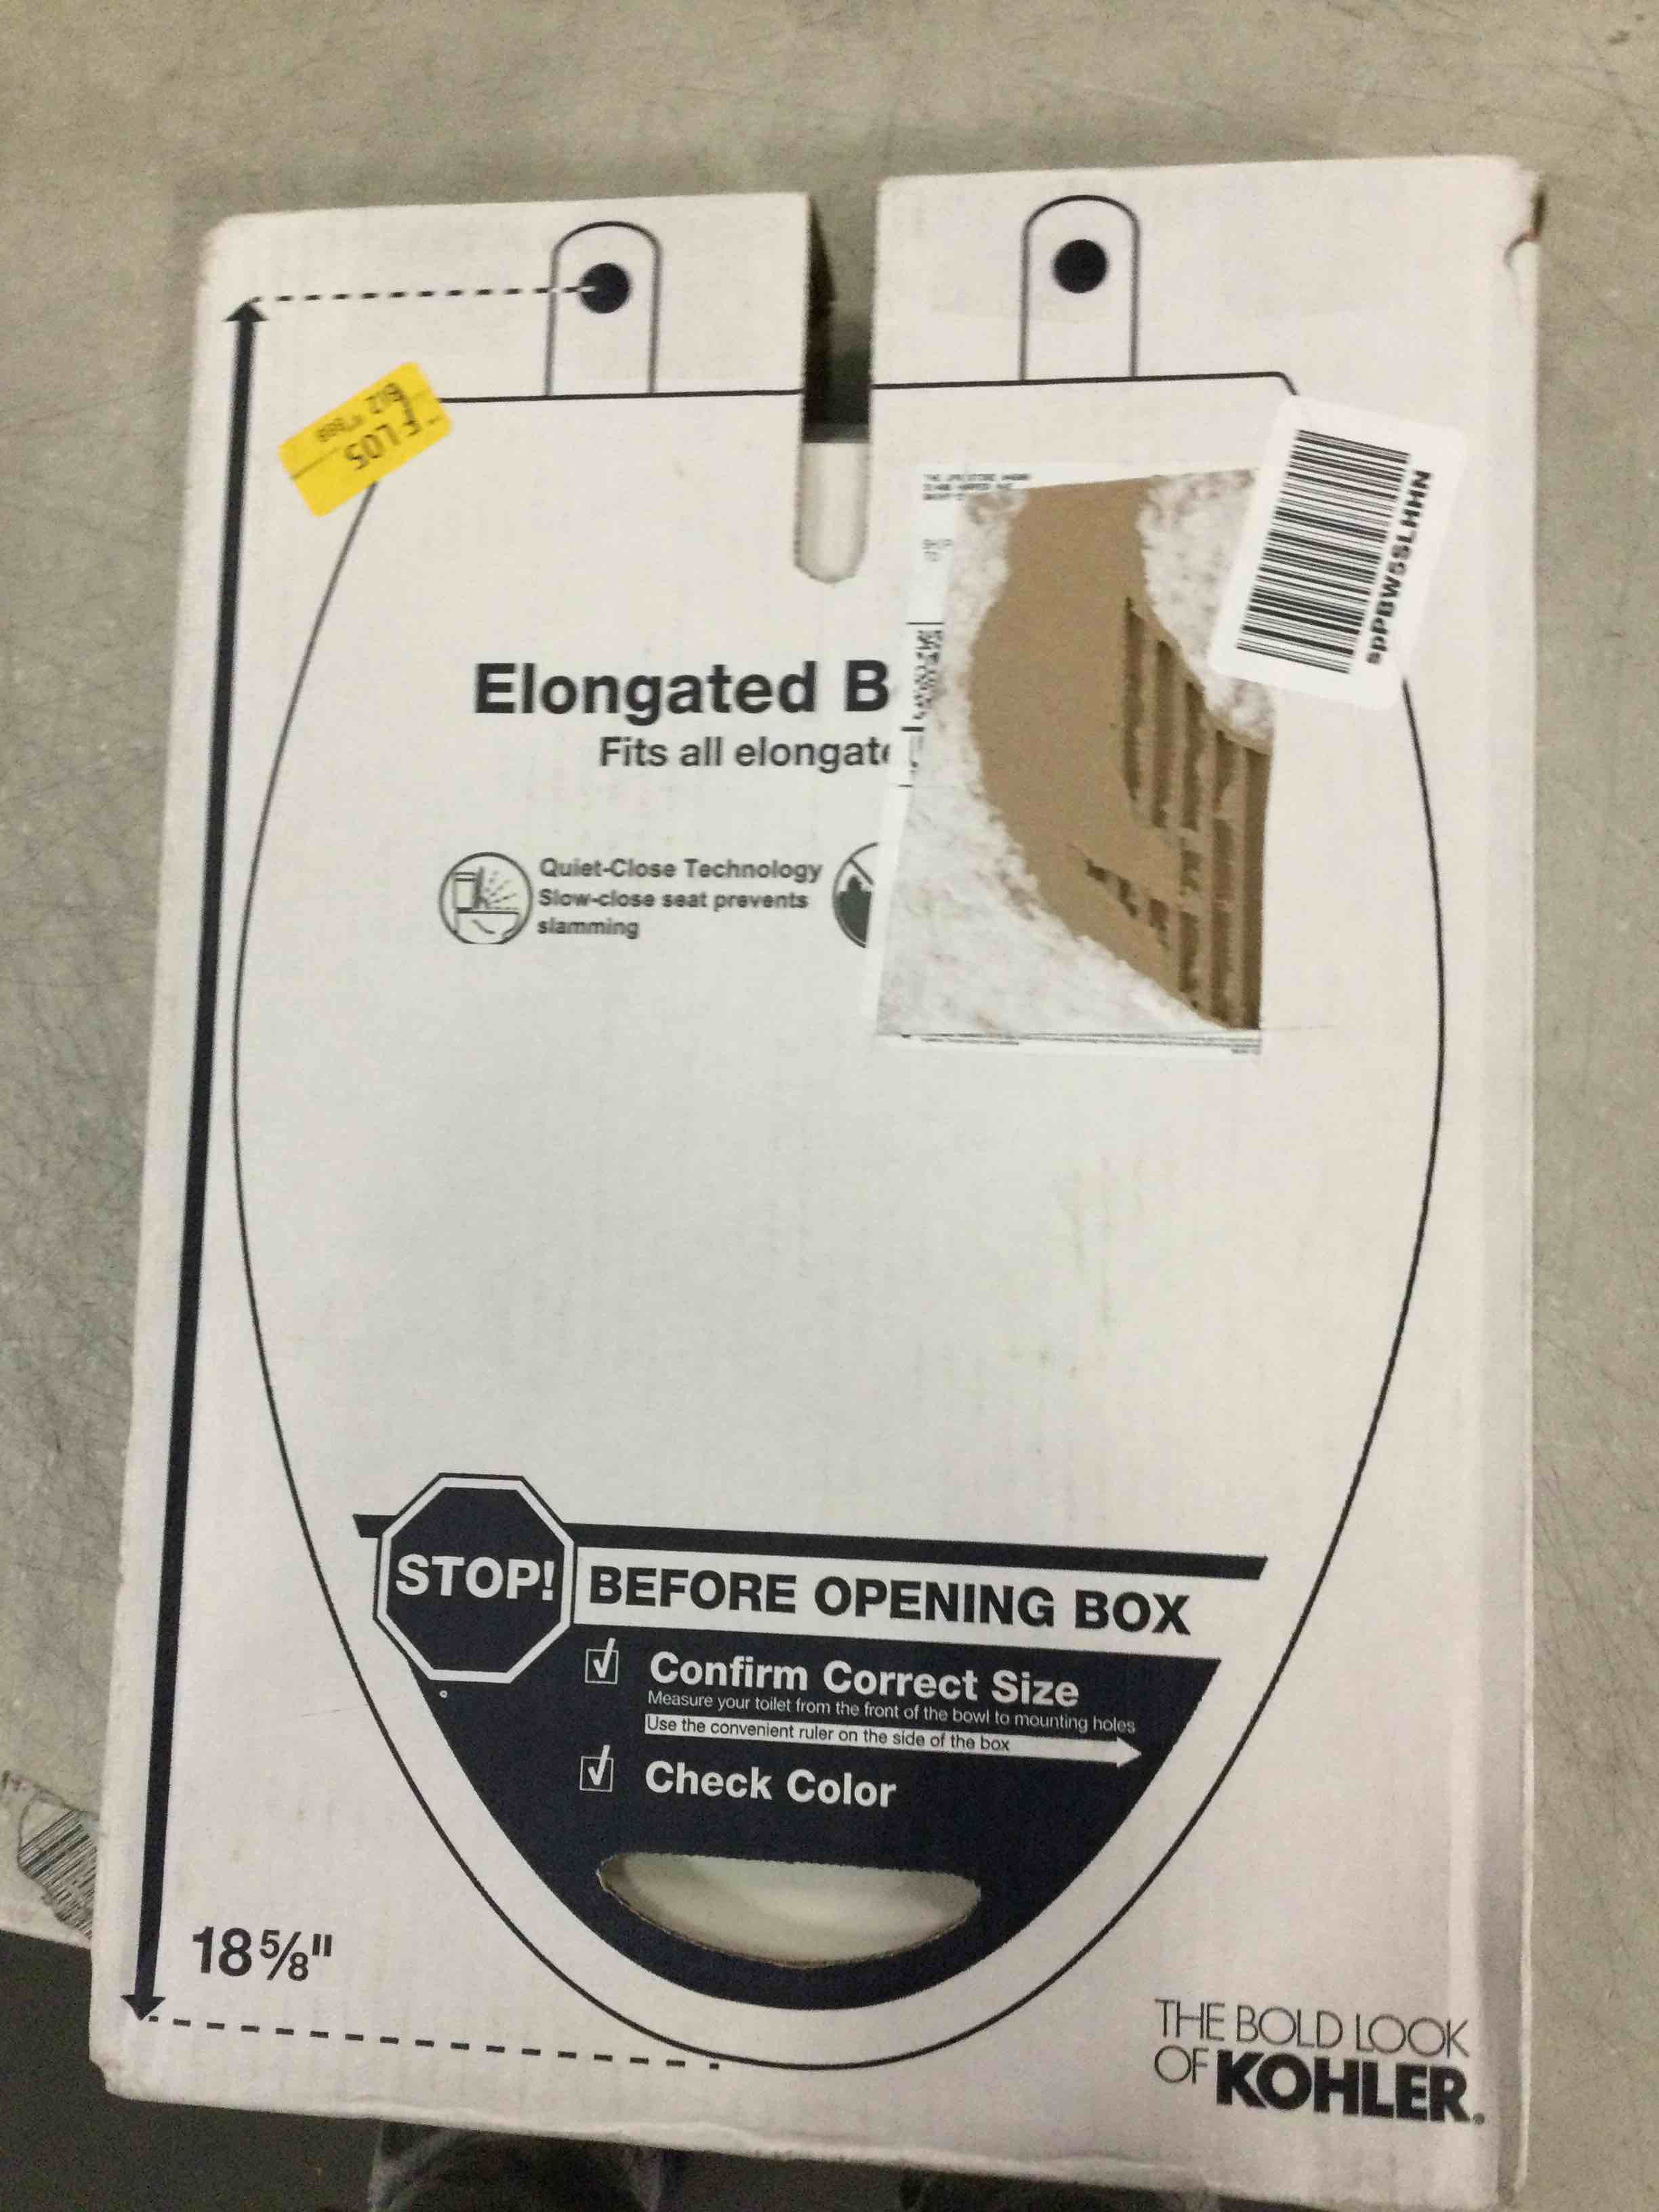 FL05
Elongated B
Fits all elongat
Quiet-Close Technology
Slow-close seat prevents
slamming
spPBW5SLHHN
STOP!
BEFORE OPENING BOX
Confirm Correct Size
Measure your toilet from the front of the bowl to mounting holes
Use the convenient ruler on the side of the box
Check Color
18 5/8"
THE BOLD LOOK
OF KOHLER.